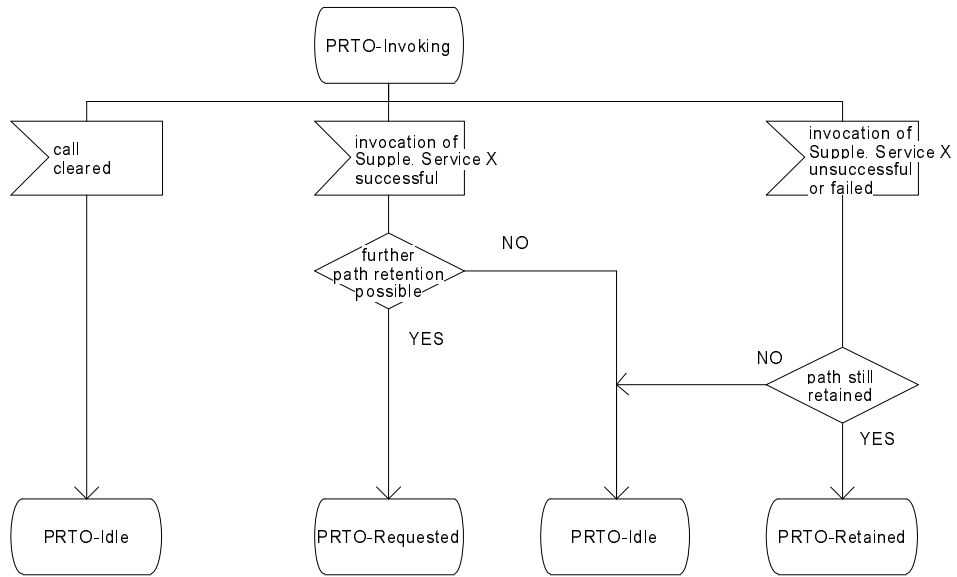 PRTO-Invoking
call
cleared
invocation of
Supple. Service X
successful
invocation of
Supple. Service X
unsuccessful
or failed
further
path retention
possible
NO
YES
NO
path still
retained
YES
PRTO-Idle
PRTO-Requested
PRTO-Idle
PRTO-Retained